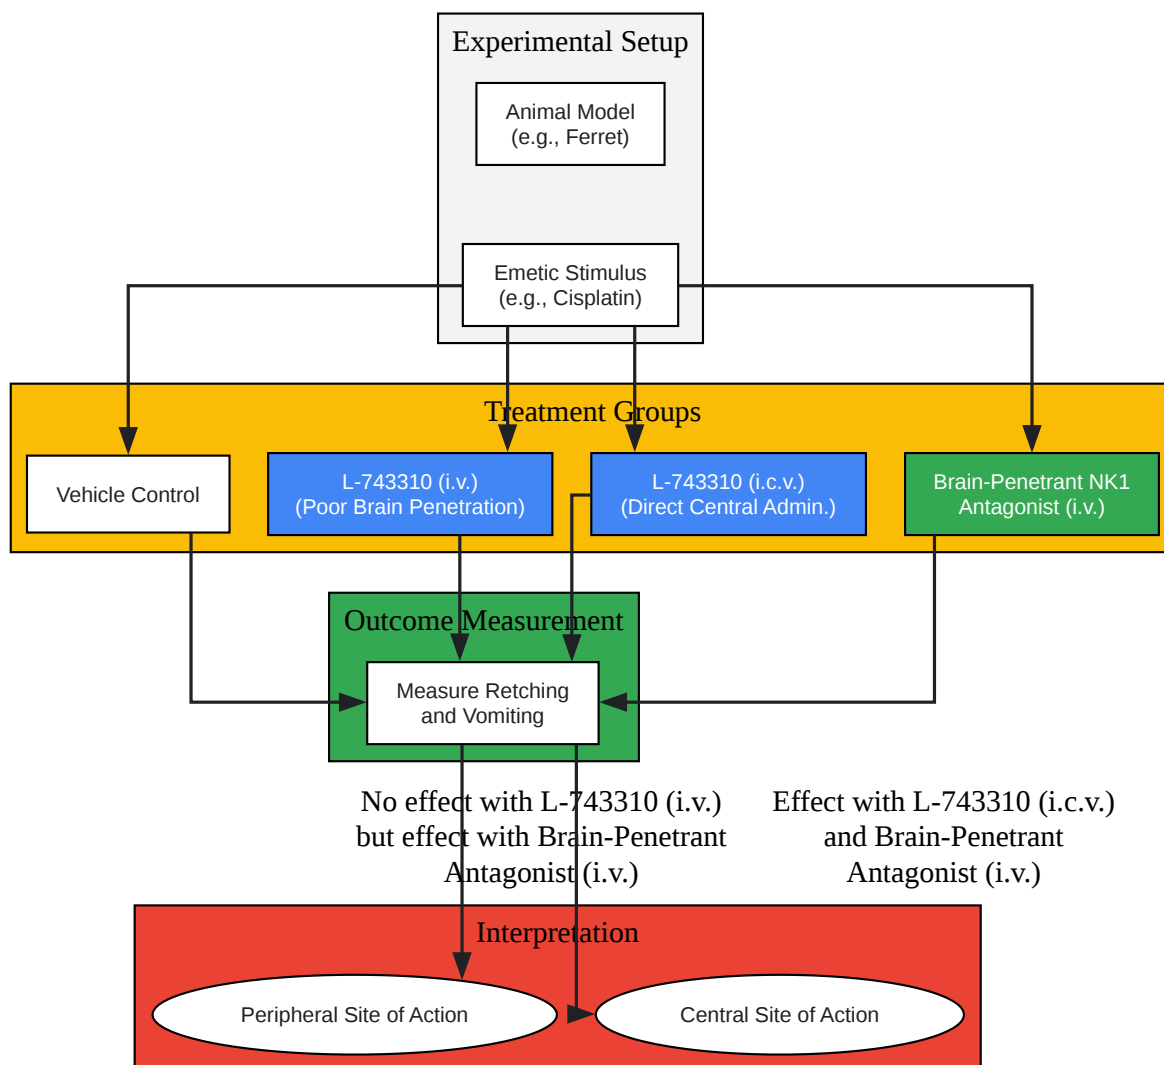 Experimental Setup
Animal Model
(e.g., Ferret)
Emetic Stimulus
(e.g., Cisplatin)
Treatment Groups
Vehicle Control
L-743310 (i.v.)
(Poor Brain Penetration)
L-743310 (i.c.v.)
(Direct Central Admin.)
Brain-Penetrant NK1
Antagonist (i.v.)
Outcome Measurement
Measure Retching
and Vomiting
No effect with L-743310 (i.v.)
but effect with Brain-Penetrant
Antagonist (i.v.)
Effect with L-743310 (i.c.v.)
and Brain-Penetrant
Antagonist (i.v.)
Interpretation
Peripheral Site of Action
Central Site of Action